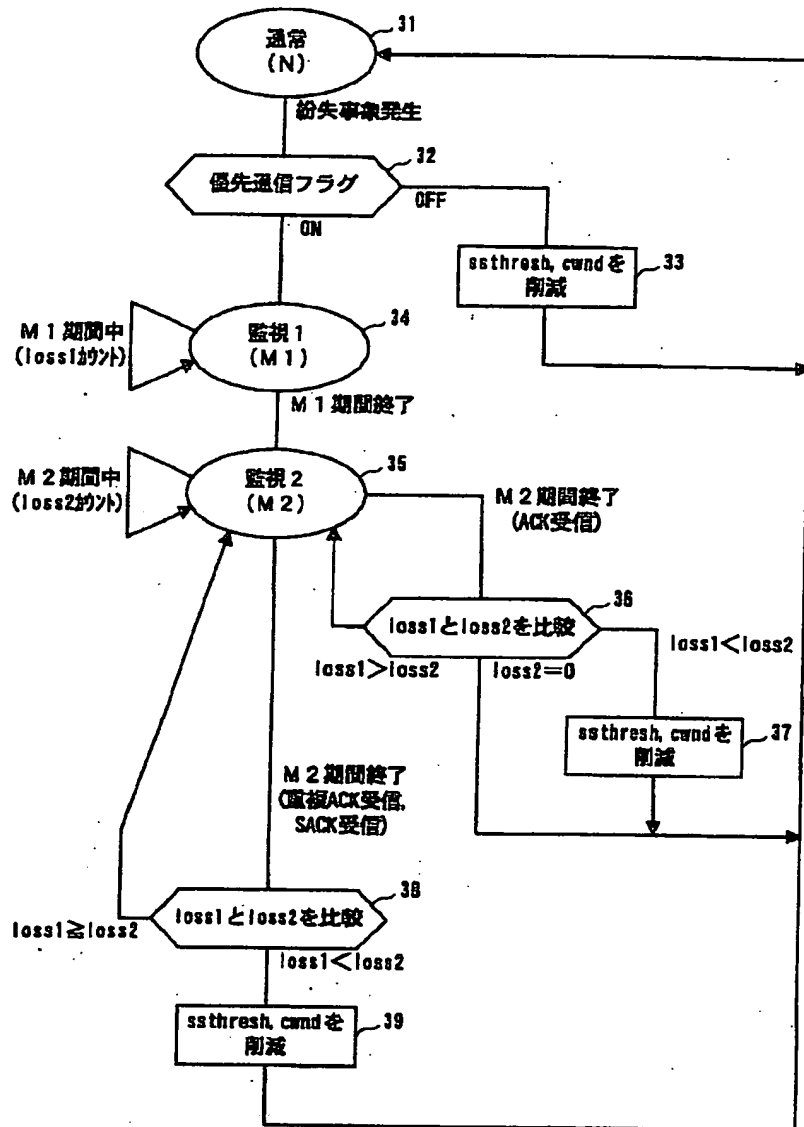 31
通常
(N)
紛失事象発生
32
優先通信フラグ
OFF
ON
ssthresh, cwndを
削減
33
M1期間中
(loss1カウント)
監視1
(M1)
34
M1期間終了
M2期間中
(loss2カウント)
監視2
(M2)
35
M2期間終了
(ACK受信)
36
loss1とloss2を比較
loss1>loss2
loss2=0
loss1<loss2
ssthresh, cwndを
削減
37
M2期間終了
(重複ACK受信,
SACK受信)
38
loss1とloss2を比較
loss1≧loss2
loss1<loss2
ssthresh, cwndを
削減
39